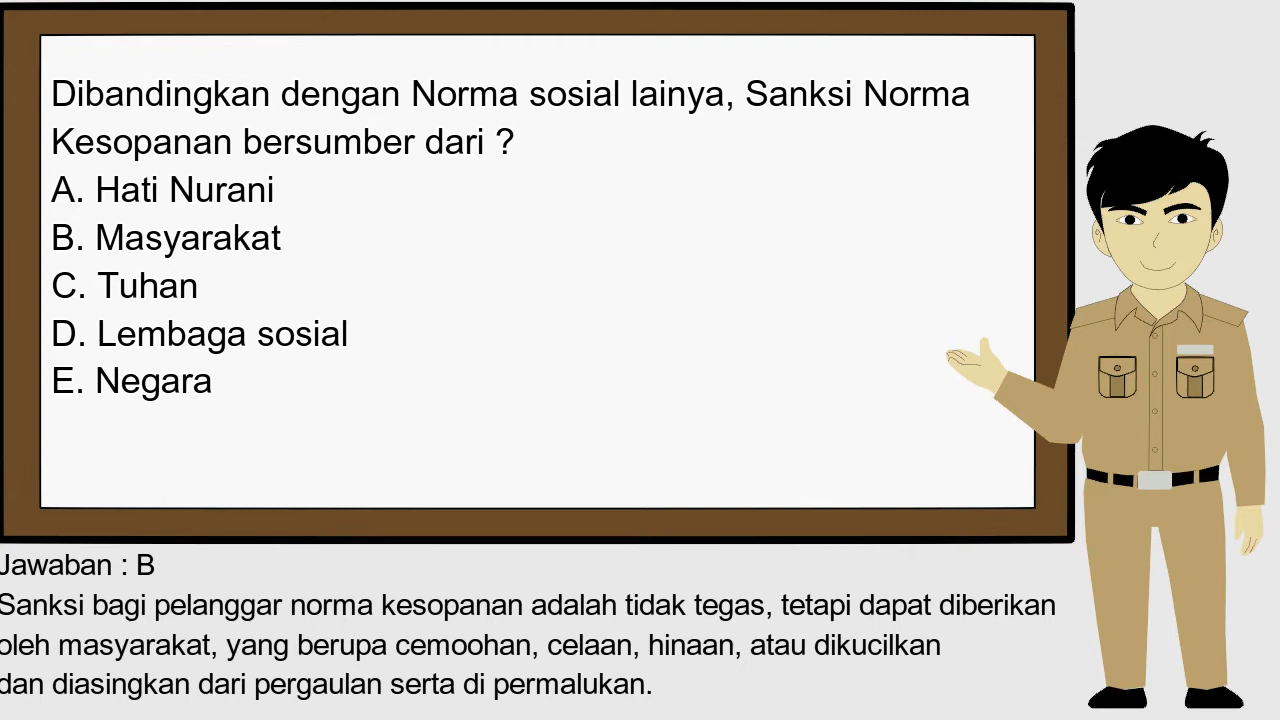 Dibandingkan dengan Norma sosial lainya, Sanksi Norma
Kesopanan bersumber dari ?
A. Hati Nurani
B. Masyarakat
C. Tuhan
D. Lembaga sosial
E. Negara
Jawaban : B
Sanksi bagi pelanggar norma kesopanan adalah tidak tegas, tetapi dapat diberikan
oleh masyarakat, yang berupa cemoohan, celaan, hinaan, atau dikucilkan
dan diasingkan dari pergaulan serta di permalukan.